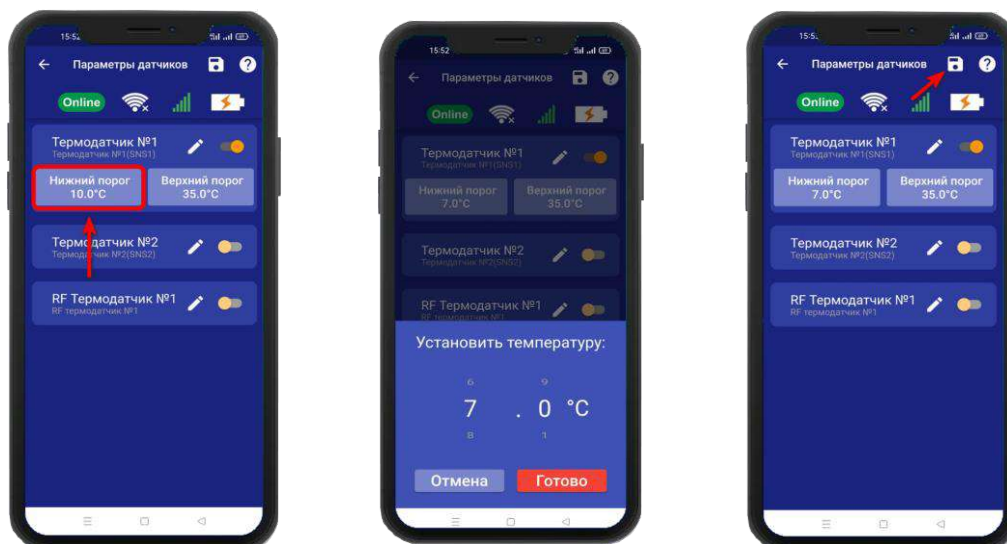 15:52
Параметры датчиков
Online
Термодатчик №1
Термодатчик №1(SNS1)
Нижний порог
10.0°C
Верхний порог
35.0°C
Термодатчик №2
Термодатчик №2(SNS2)
RF Термодатчик №1
RF термодатчик №1
15:52
Параметры датчиков
Online
Термодатчик №1
Термодатчик №1(SNS1)
Нижний порог
7.0°C
Верхний порог
35.0°C
Термодатчик №2
Термодатчик №2(SNS2)
RF Термодатчик №1
RF термодатчик №1
Установить температуру:
6 9
7 . 0 °C
8 1
Отмена
Готово
Параметры датчиков
Online
Термодатчик №1
Термодатчик №1(SNS1)
Нижний порог
7.0°C
Верхний порог
35.0°C
Термодатчик №2
Термодатчик №2(SNS2)
RF Термодатчик №1
RF термодатчик №1